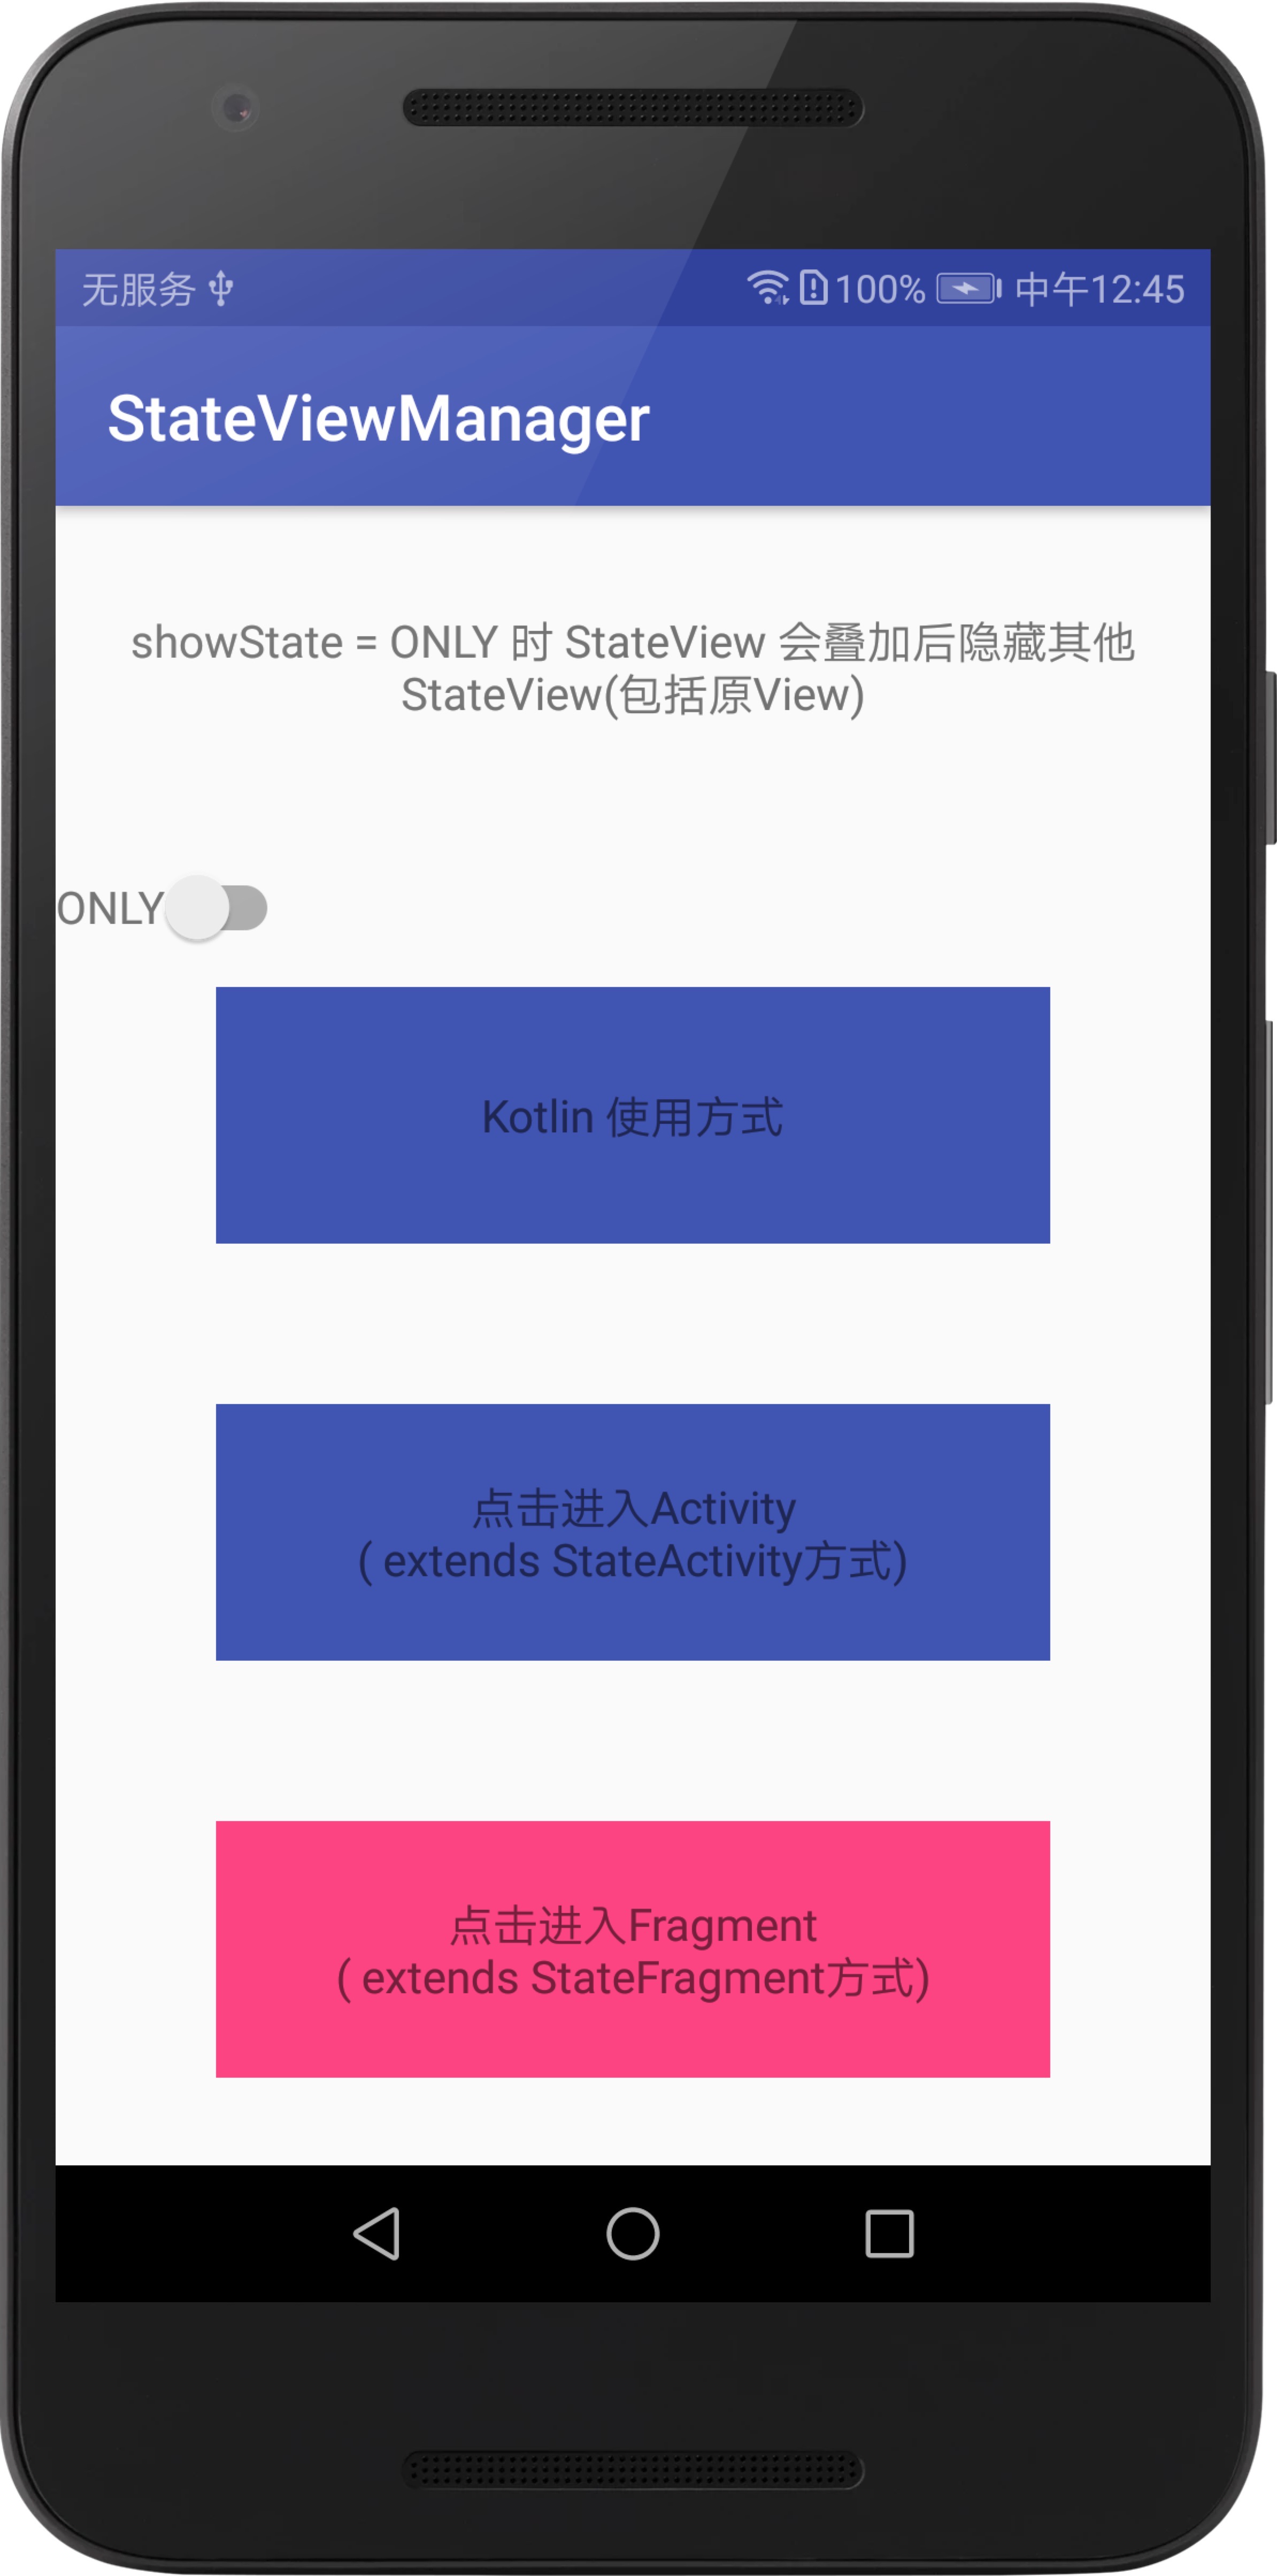 无服务 100% 中午12:45
StateViewManager
showState = ONLY 时 StateView 会叠加后隐藏其他
StateView(包括原View)
ONLY
Kotlin 使用方式
点击进入Activity
( extends StateActivity方式)
点击进入Fragment
( extends StateFragment方式)